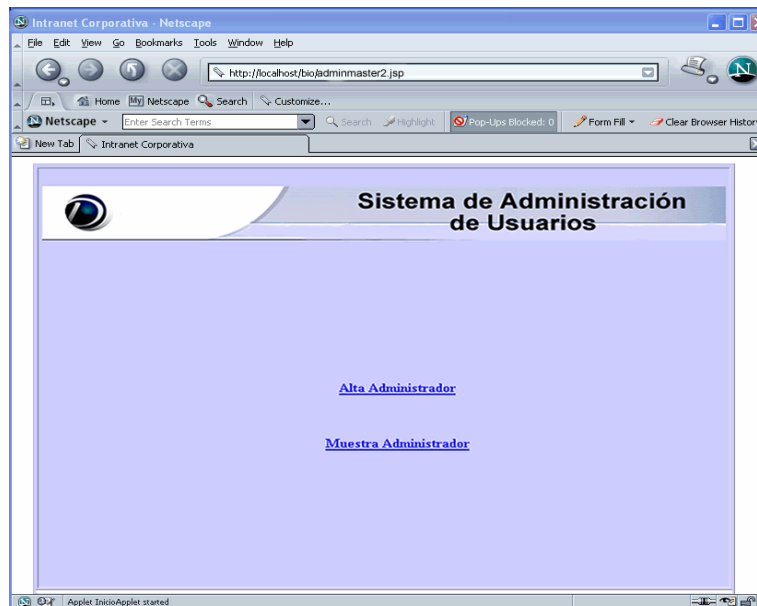 Intranet Corporativa - Netscape
File Edit View Go Bookmarks Tools Window Help
http://localhost/bio/adminmaster2.jsp
N
Home My Netscape Search Customize...
Netscape Enter Search Terms Search Highlight Pop-Ups Blocked: 0 Form Fill Clear Browser History
New Tab Intranet Corporativa
Sistema de Administración
de Usuarios
Alta Administrador
Muestra Administrador
Applet InicioApplet started